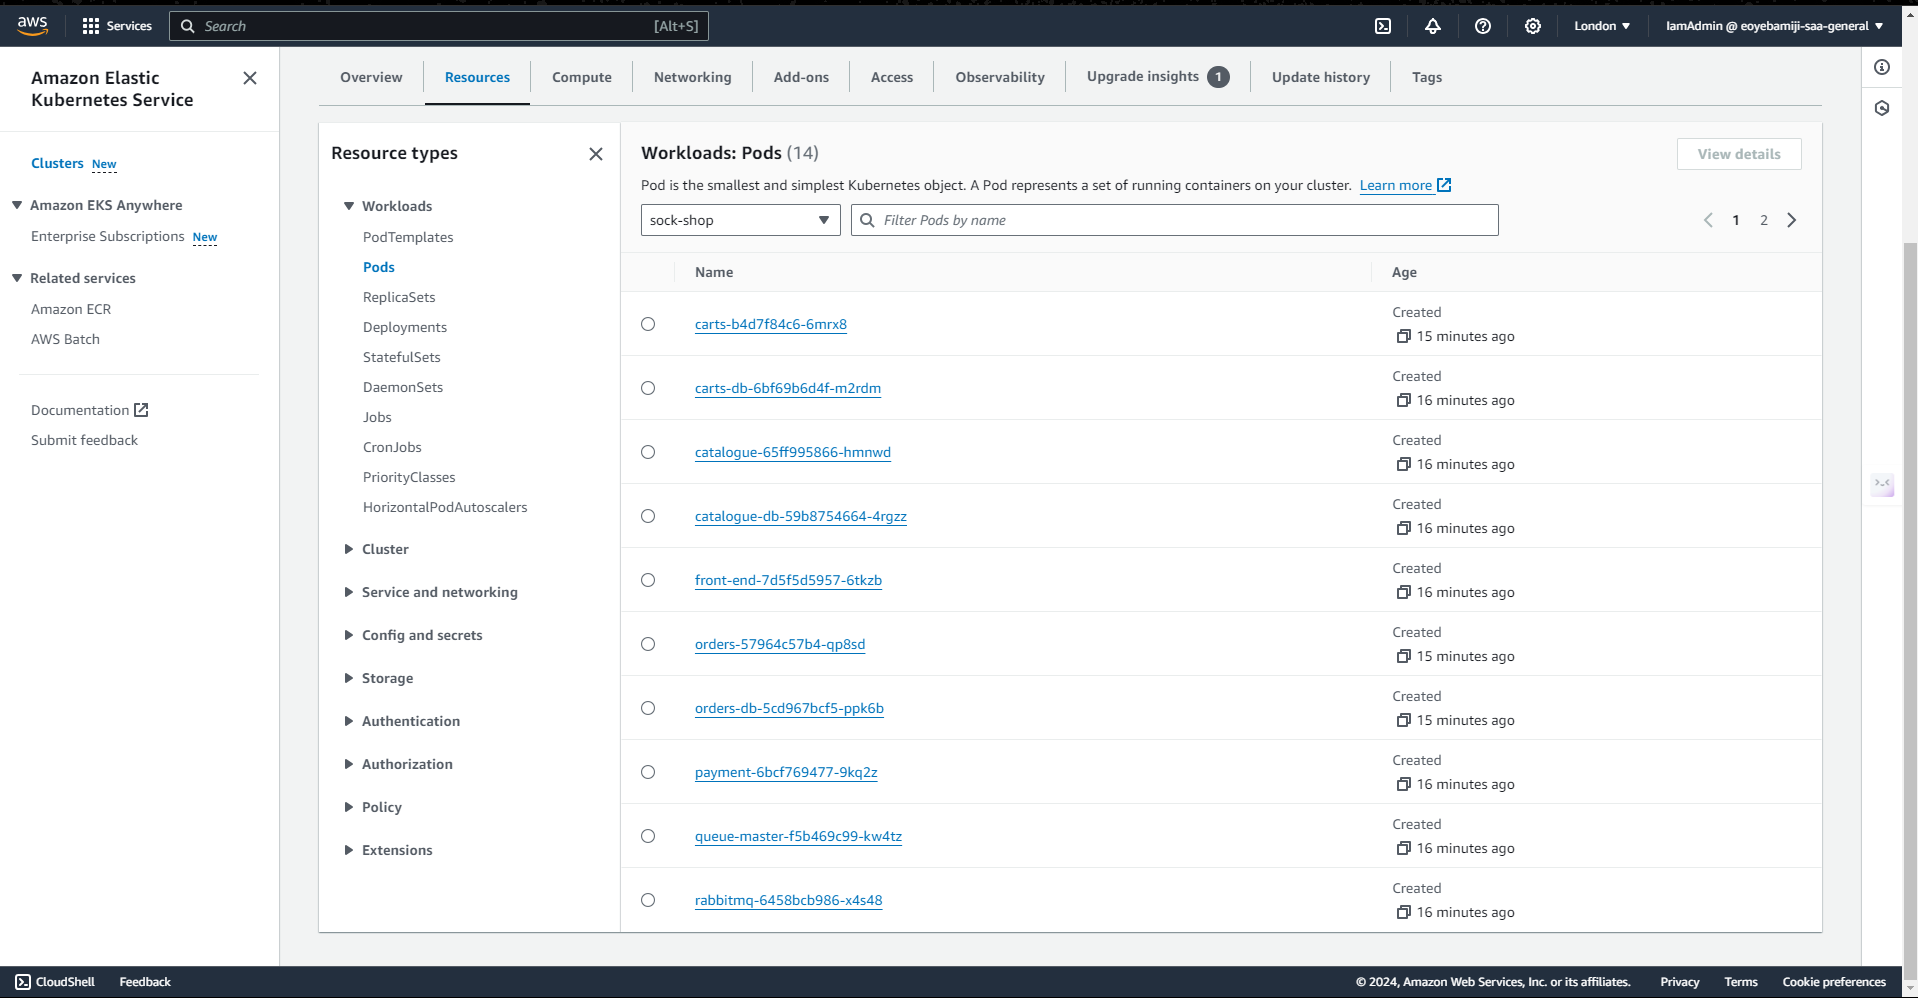 aws
Services
Search
[Alt+S]
London
IamAdmin @ eoyebamiji-saa-general
Amazon Elastic
Kubernetes Service
Clusters New
Amazon EKS Anywhere
Enterprise Subscriptions New
Related services
Amazon ECR
AWS Batch
Documentation
Submit feedback
Overview
Resources
Compute
Networking
Add-ons
Access
Observability
Upgrade insights 1
Update history
Tags
Resource types
Workloads
PodTemplates
Pods
ReplicaSets
Deployments
StatefulSets
DaemonSets
Jobs
CronJobs
PriorityClasses
HorizontalPodAutoscalers
Cluster
Service and networking
Config and secrets
Storage
Authentication
Authorization
Policy
Extensions
Workloads: Pods (14)
View details
Pod is the smallest and simplest Kubernetes object. A Pod represents a set of running containers on your cluster. Learn more
sock-shop
Filter Pods by name
1 2
Name
Age
carts-b4d7f84c6-6mrx8
Created
15 minutes ago
carts-db-6bf69b6d4f-m2rdm
Created
16 minutes ago
catalogue-65ff995866-hmnwd
Created
16 minutes ago
catalogue-db-59b8754664-4rgzz
Created
16 minutes ago
front-end-7d5f5d5957-6tkzb
Created
16 minutes ago
orders-57964c57b4-qp8sd
Created
15 minutes ago
orders-db-5cd967bcf5-ppk6b
Created
15 minutes ago
payment-6bcf769477-9kq2z
Created
16 minutes ago
queue-master-f5b469c99-kw4tz
Created
16 minutes ago
rabbitmq-6458bcb986-x4s48
Created
16 minutes ago
CloudShell
Feedback
© 2024, Amazon Web Services, Inc. or its affiliates.
Privacy
Terms
Cookie preferences